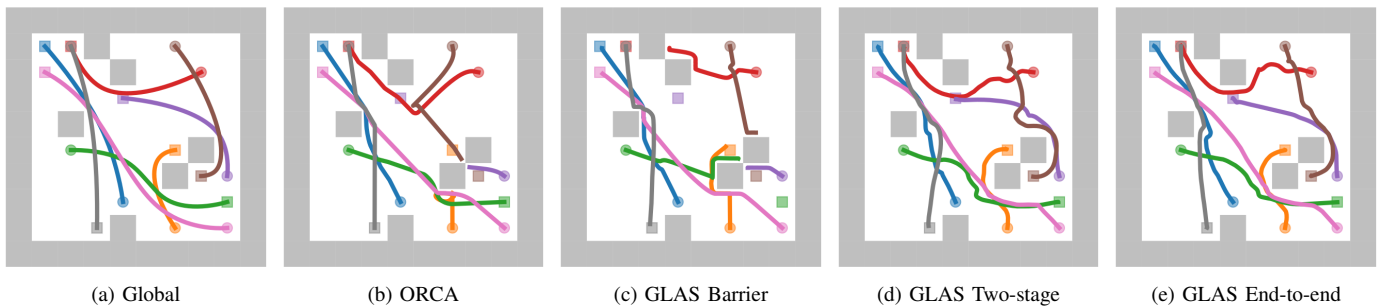 (a) Global
(b) ORCA
(c) GLAS Barrier
(d) GLAS Two-stage
(e) GLAS End-to-end